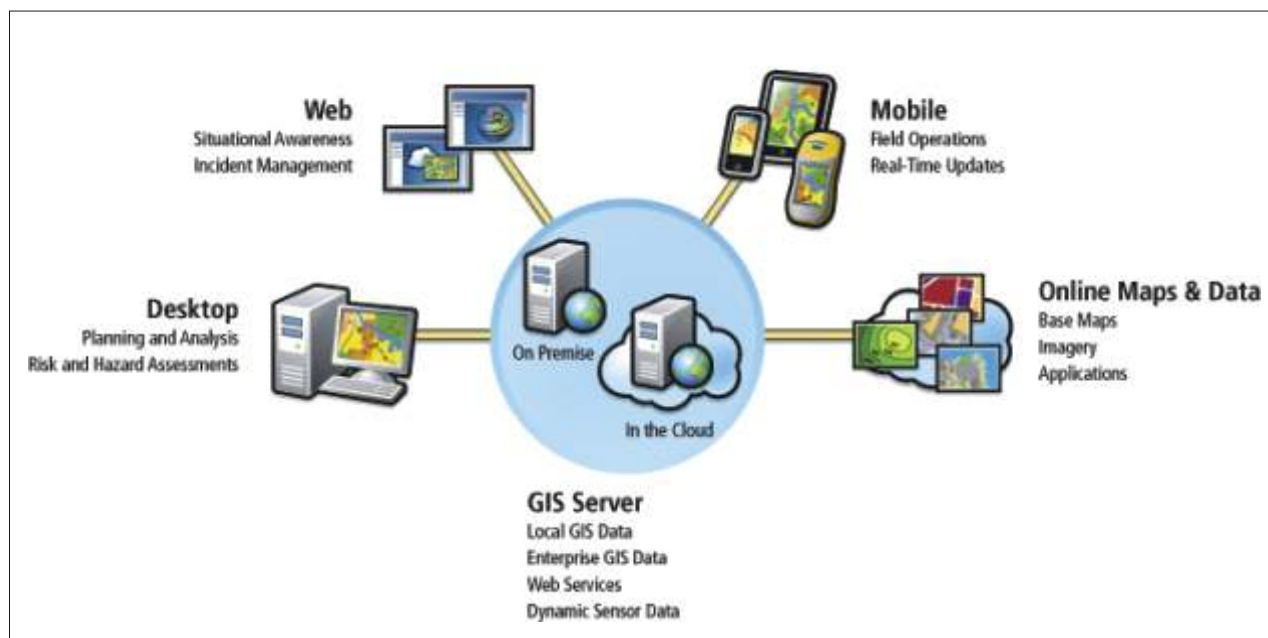 Web
Situational Awareness
Incident Management
Mobile
Field Operations
Real-Time Updates
Desktop
Planning and Analysis
Risk and Hazard Assessments
On Premise
In the Cloud
Online Maps & Data
Base Maps
Imagery
Applications
GIS Server
Local GIS Data
Enterprise GIS Data
Web Services
Dynamic Sensor Data